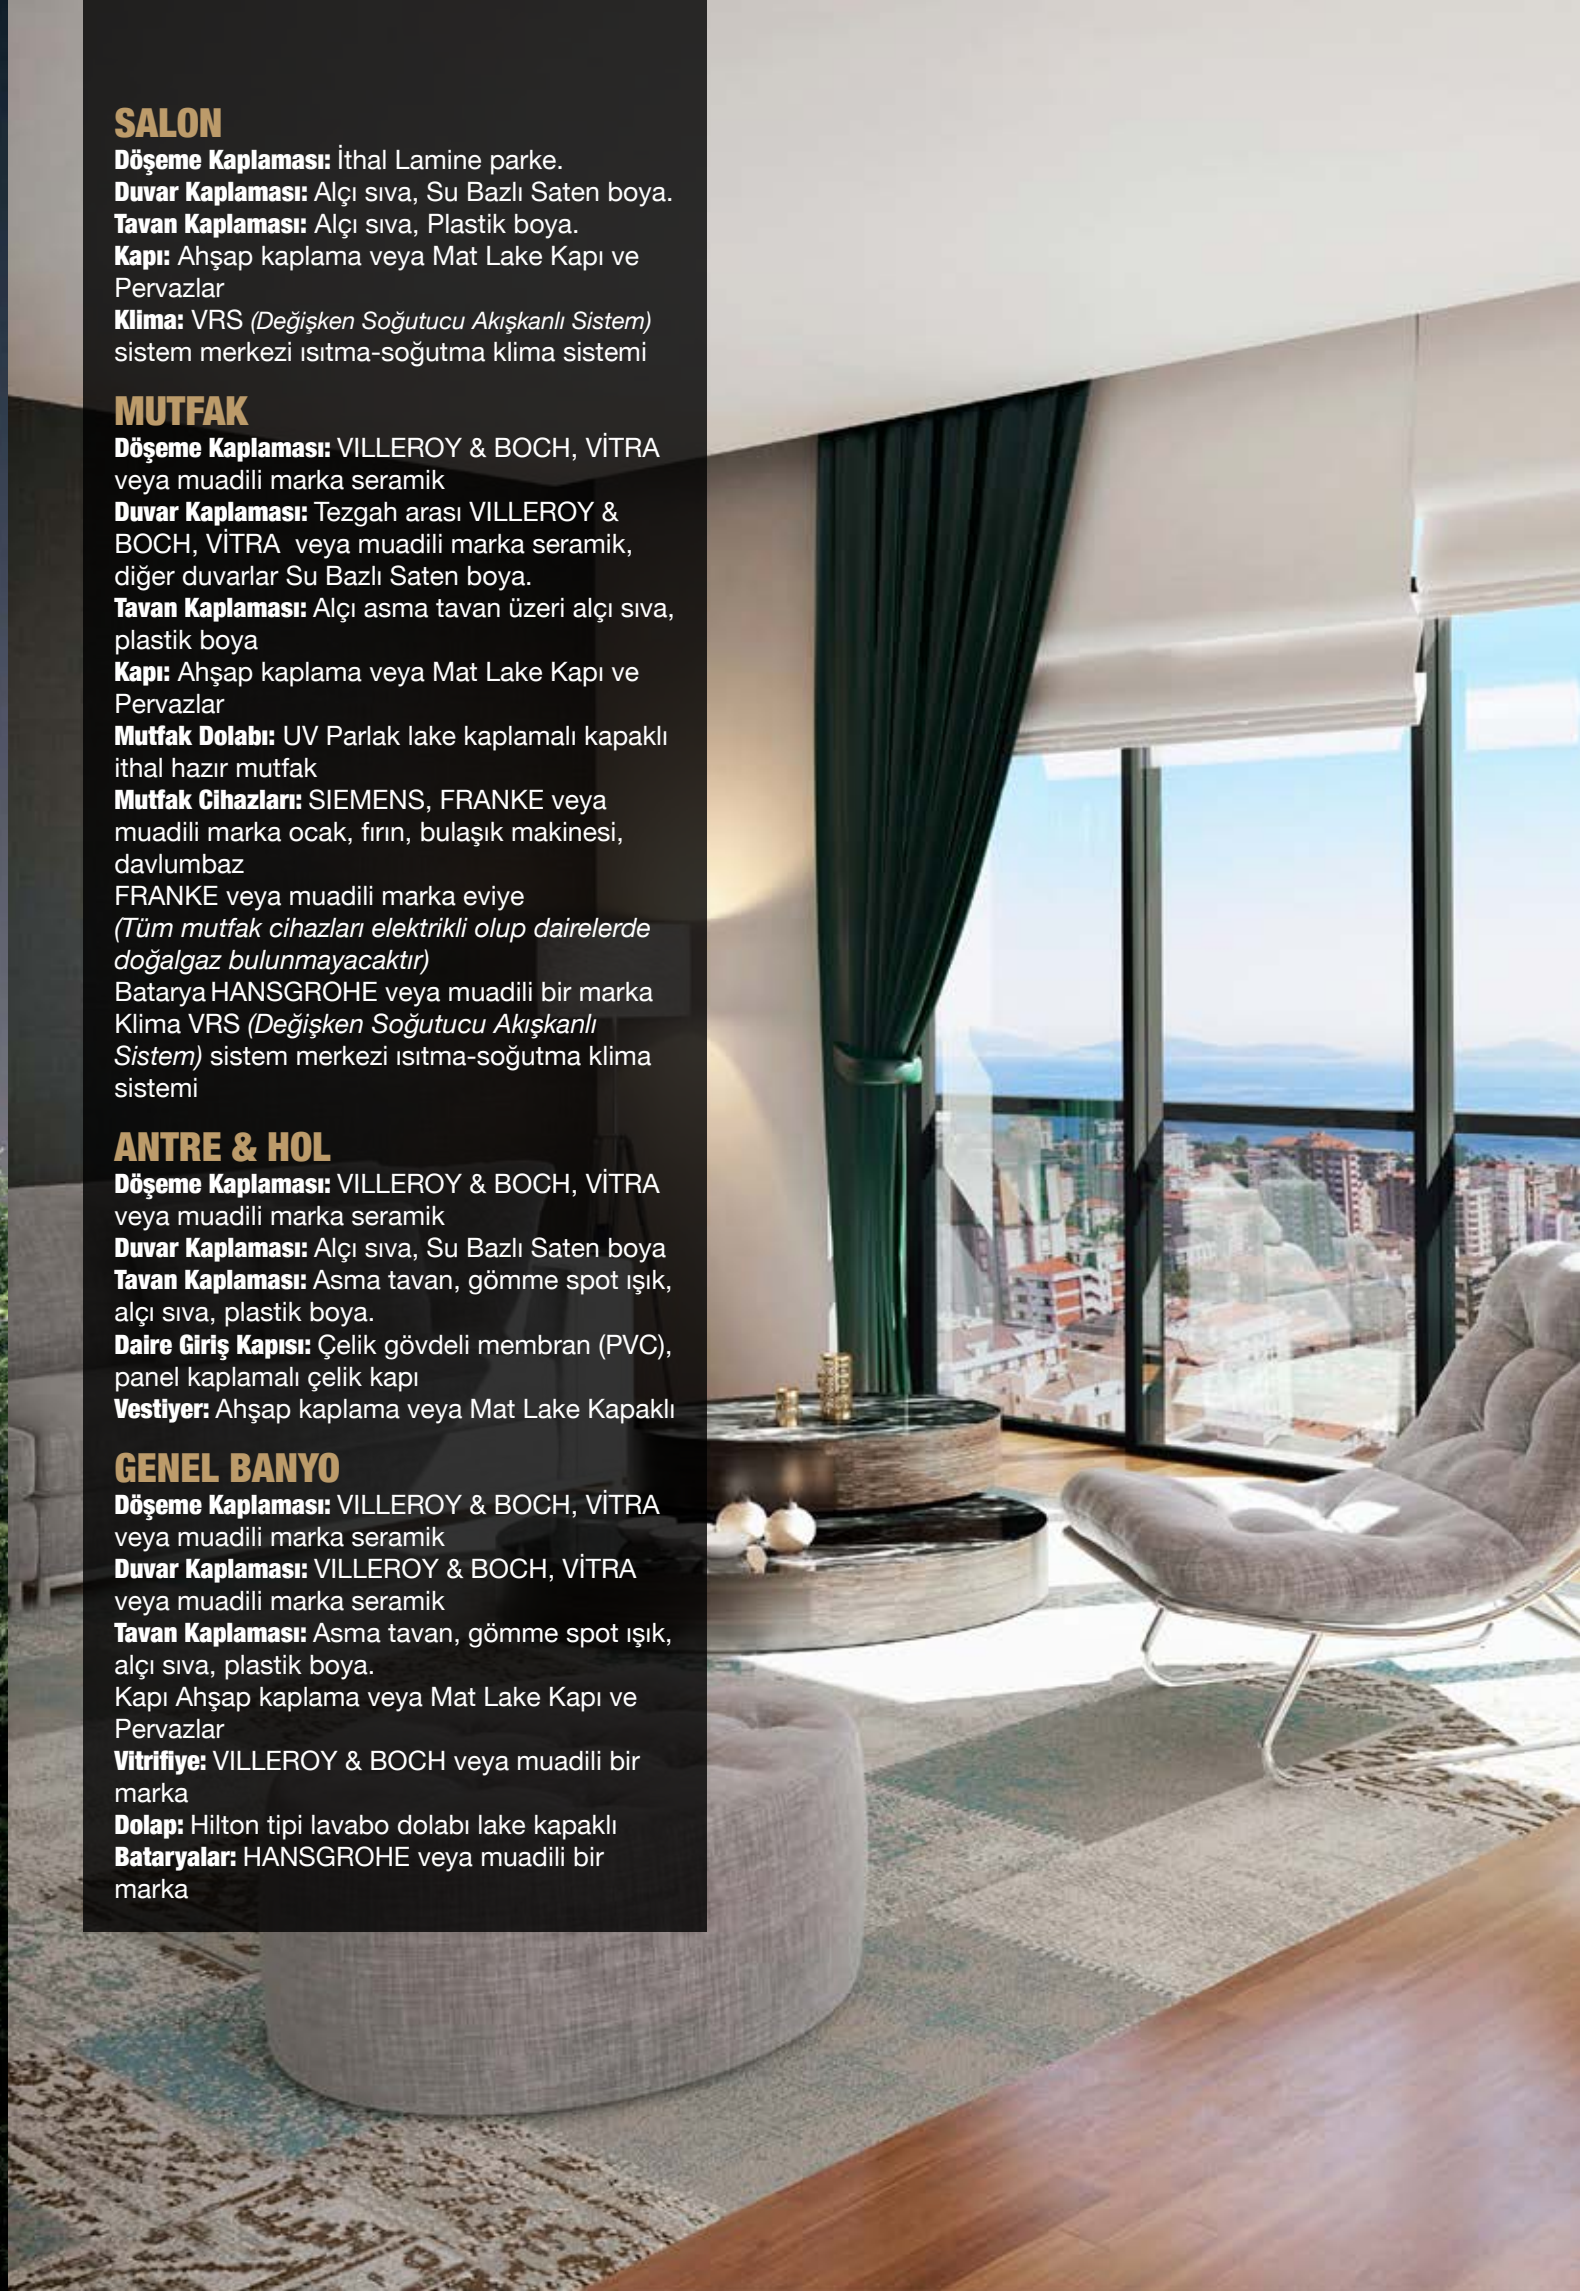 SALON
Döşeme Kaplaması: İthal Lamine parke.
Duvar Kaplaması: Alçı sıva, Su Bazlı Saten boya.
Tavan Kaplaması: Alçı sıva, Plastik boya.
Kapı: Ahşap kaplama veya Mat Lake Kapı ve
Pervazlar
Klima: VRS (Değişken Soğutucu Akışkanlı Sistem)
sistem merkezi ısıtma-soğutma klima sistemi
MUTFAK
Döşeme Kaplaması: VILLEROY & BOCH, VİTRA
veya muadili marka seramik
Duvar Kaplaması: Tezgah arası VILLEROY &
BOCH, VİTRA veya muadili marka seramik,
diğer duvarlar Su Bazlı Saten boya.
Tavan Kaplaması: Alçı asma tavan üzeri alçı sıva,
plastik boya
Kapı: Ahşap kaplama veya Mat Lake Kapı ve
Pervazlar
Mutfak Dolabı: UV Parlak lake kaplamalı kapaklı
ithal hazır mutfak
Mutfak Cihazları: SIEMENS, FRANKE veya
muadili marka ocak, fırın, bulaşık makinesi,
davlumbaz
FRANKE veya muadili marka eviye
(Tüm mutfak cihazları elektrikli olup dairelerde
doğalgaz bulunmayacaktır)
Batarya HANSGROHE veya muadili bir marka
Klima VRS (Değişken Soğutucu Akışkanlı
Sistem) sistem merkezi ısıtma-soğutma klima
sistemi
ANTRE & HOL
Döşeme Kaplaması: VILLEROY & BOCH, VİTRA
veya muadili marka seramik
Duvar Kaplaması: Alçı sıva, Su Bazlı Saten boya
Tavan Kaplaması: Asma tavan, gömme spot ışık,
alçı sıva, plastik boya.
Daire Giriş Kapısı: Çelik gövdeli membran (PVC),
panel kaplamalı çelik kapı
Vestiyer: Ahşap kaplama veya Mat Lake Kapaklı
GENEL BANYO
Döşeme Kaplaması: VILLEROY & BOCH, VİTRA
veya muadili marka seramik
Duvar Kaplaması: VILLEROY & BOCH, VİTRA
veya muadili marka seramik
Tavan Kaplaması: Asma tavan, gömme spot ışık,
alçı sıva, plastik boya.
Kapı Ahşap kaplama veya Mat Lake Kapı ve
Pervazlar
Vitrifiye: VILLEROY & BOCH veya muadili bir
marka
Dolap: Hilton tipi lavabo dolabı lake kapaklı
Bataryalar: HANSGROHE veya muadili bir
marka